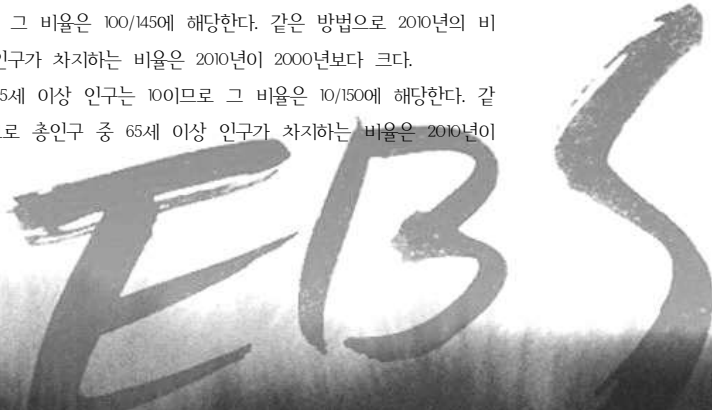 그 비율은 100/145에 해당한다. 같은 방법으로 2010년의 비
인구가 차지하는 비율은 2010년이 2000년보다 크다.
5세 이상 인구는 10이므로 그 비율은 10/150에 해당한다. 같
로 총인구 중 65세 이상 인구가 차지하는 비율은 2010년이
EBS